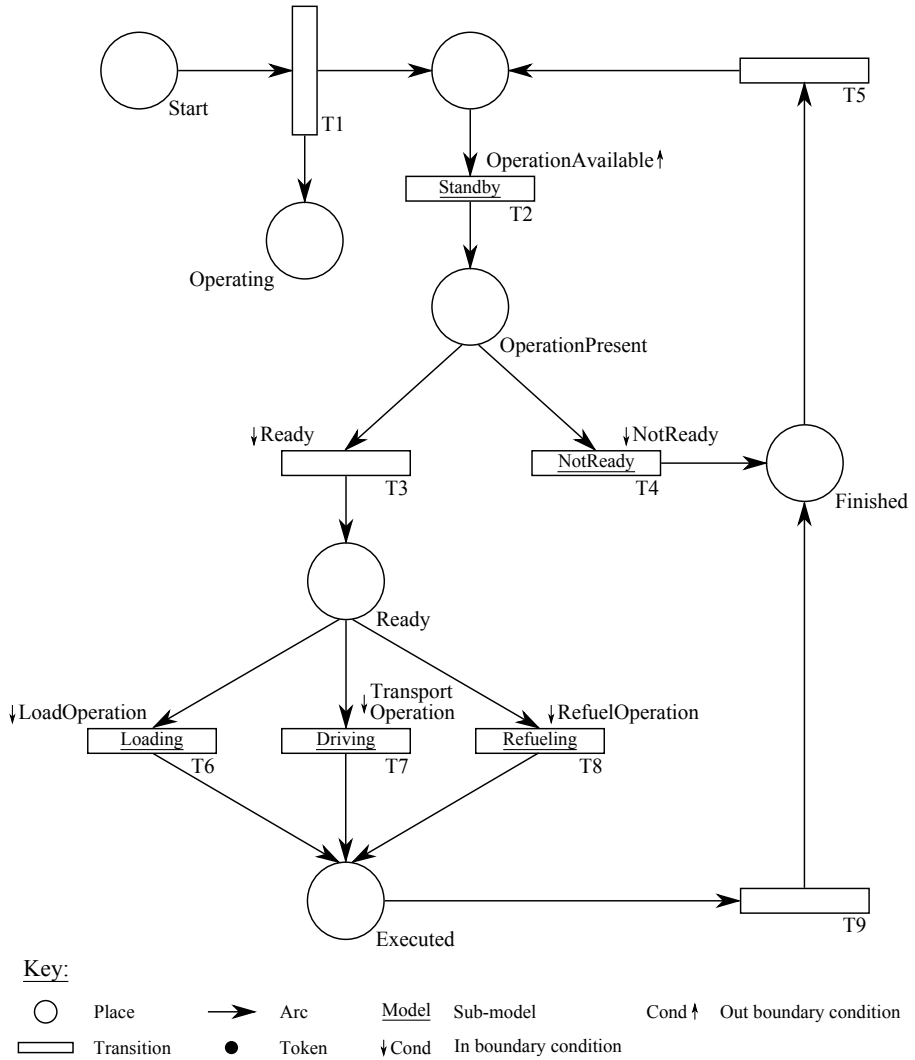 Start
T1
T5
OperationAvailable
Standby
T2
Operating
OperationPresent
Ready
NotReady
NotReady
T3
T4
Finished
Ready
LoadOperation
Transport
Operation
RefuelOperation
Loading
Driving
Refueling
T6
T7
T8
Executed
T9
Key:
Place
Arc
Model
Sub-model
Cond
Out boundary condition
Transition
Token
Cond
In boundary condition